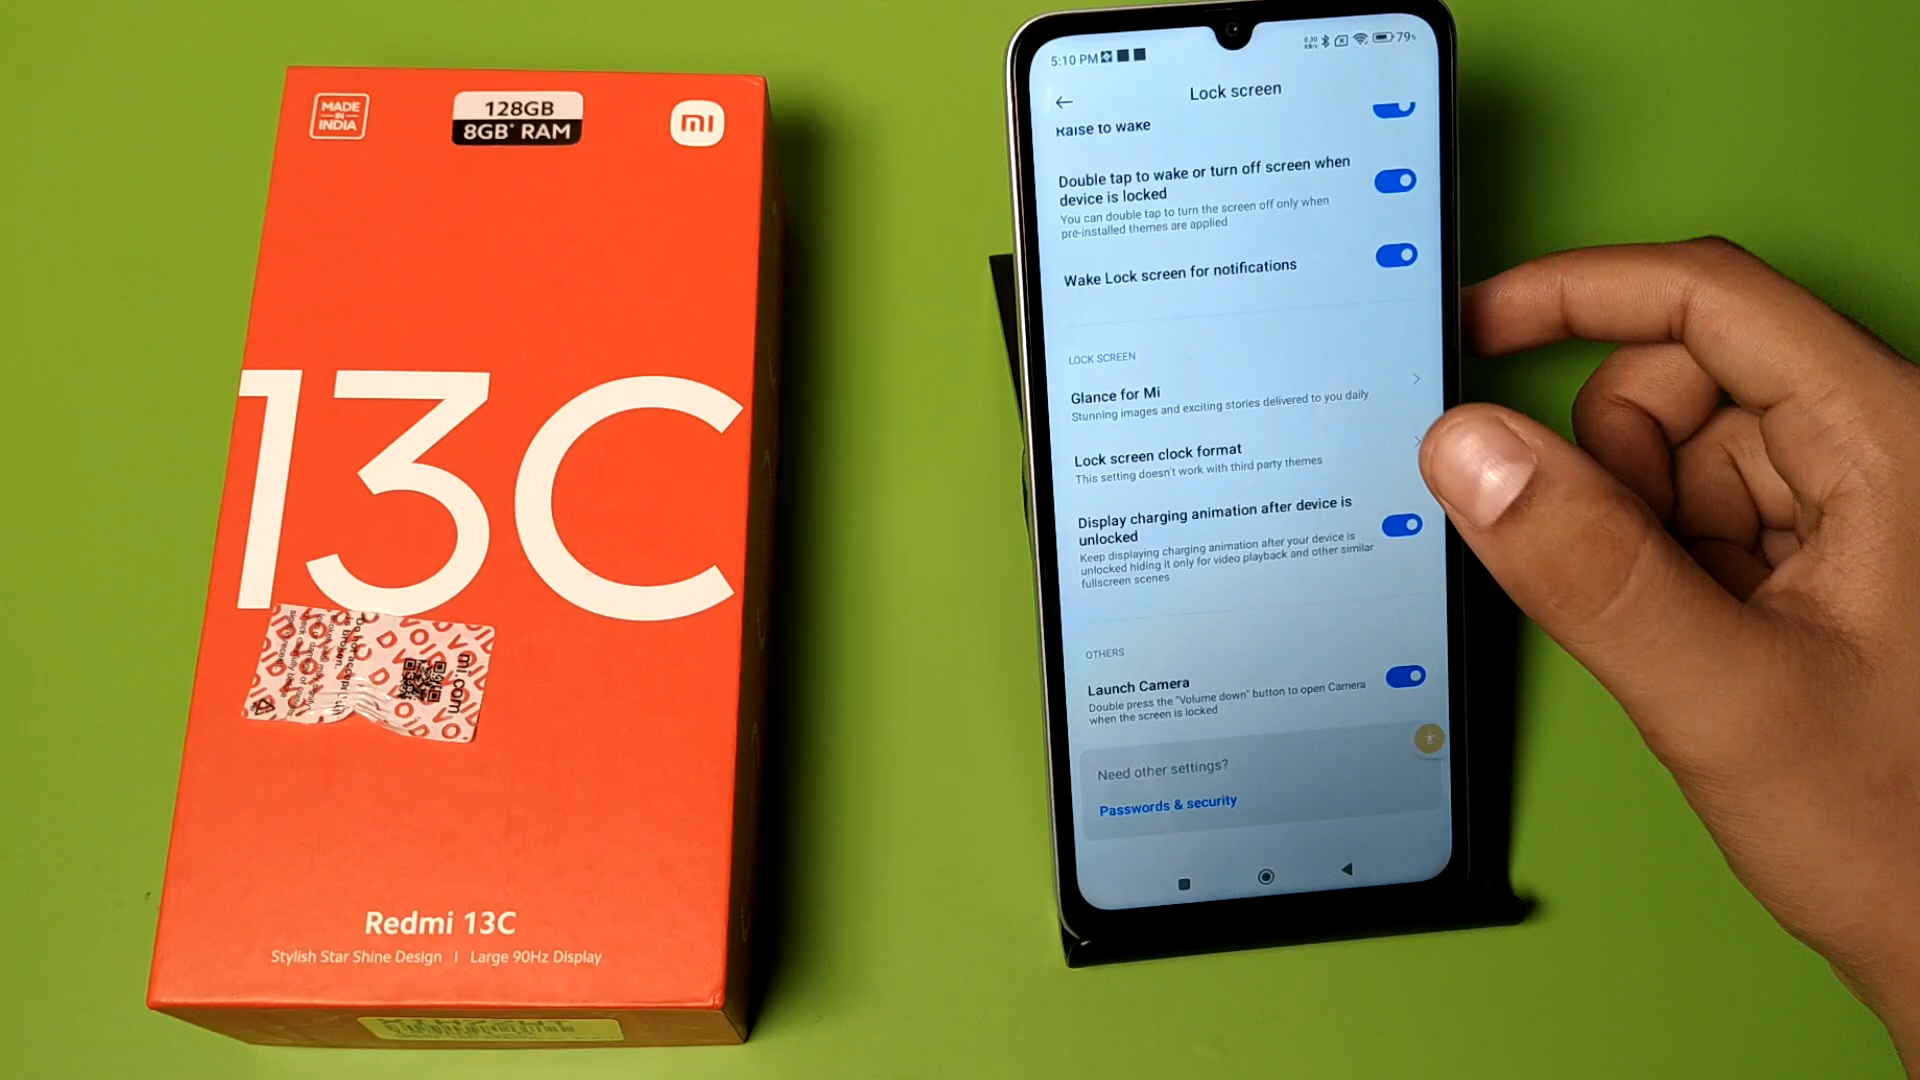 MADE
IN
INDIA
128GB
8GB* RAM
mi
13C
VOID
mi.com
Redmi 13C
Stylish Star Shine Design | Large 90Hz Display
5:10 PM
0.30
KB/s
79%
Lock screen
Raise to wake
Double tap to wake or turn off screen when
device is locked
You can double tap to turn the screen off only when
pre-installed themes are applied
Wake Lock screen for notifications
LOCK SCREEN
Glance for Mi
Stunning images and exciting stories delivered to you daily
Lock screen clock format
This setting doesn't work with third party themes
Display charging animation after device is
unlocked
Keep displaying charging animation after your device is
unlocked hiding it only for video playback and other similar
fullscreen scenes
OTHERS
Launch Camera
Double press the "Volume down" button to open Camera
when the screen is locked
Need other settings?
Passwords & security